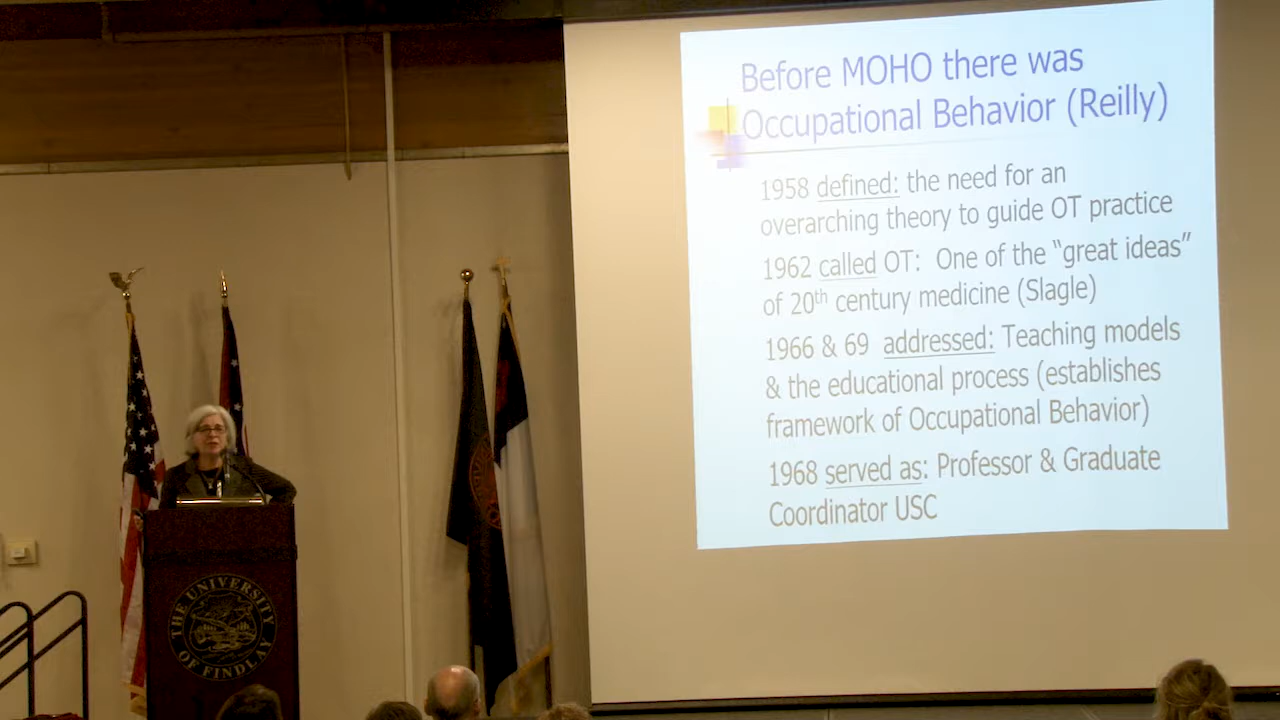 Before MOHO there was
Occupational Behavior (Reilly)
1958 defined: the need for an
overarching theory to guide OT practice
1962 called OT: One of the “great ideas”
of 20th century medicine (Slagle)
1966 & 69 addressed: Teaching models
& the educational process (establishes
framework of Occupational Behavior)
1968 served as: Professor & Graduate
Coordinator USC
THE UNIVERSITY
OF FINDLAY